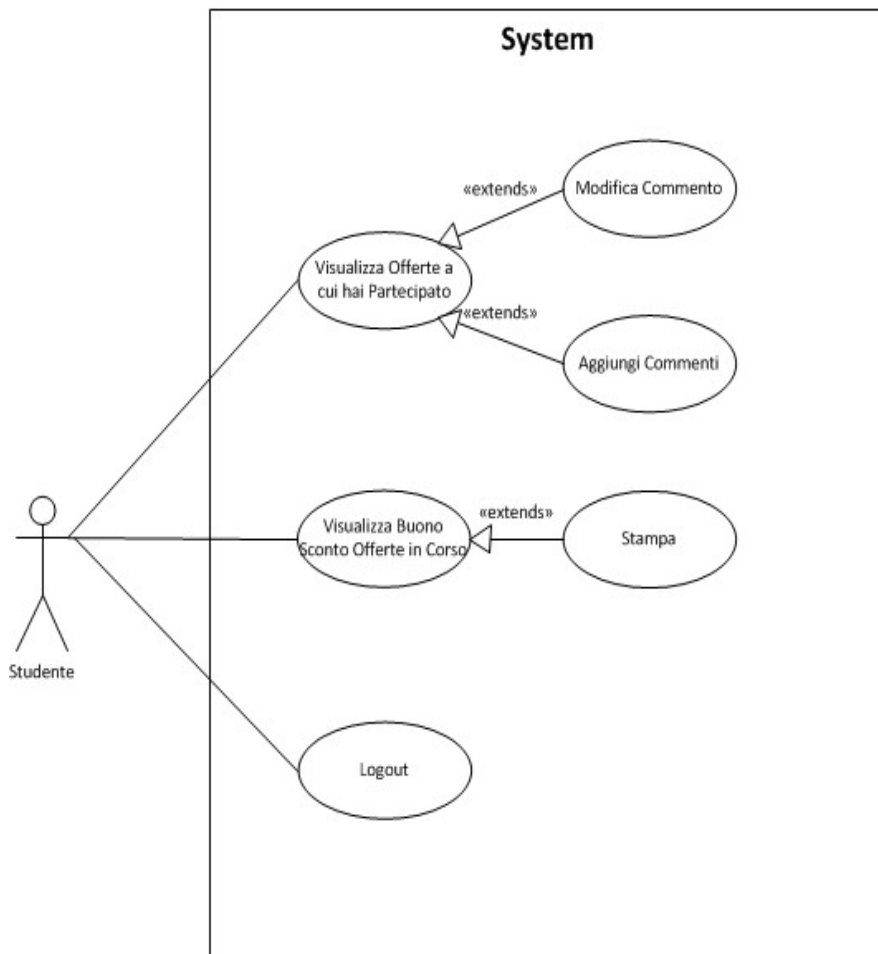 System
«extends»
Modifica Commento
Visualizza Offerte a
cui hai Partecipato
«extends»
Aggiungi Commenti
Visualizza Buono
Sconto Offerte in Corso
«extends»
Stampa
Studente
Logout